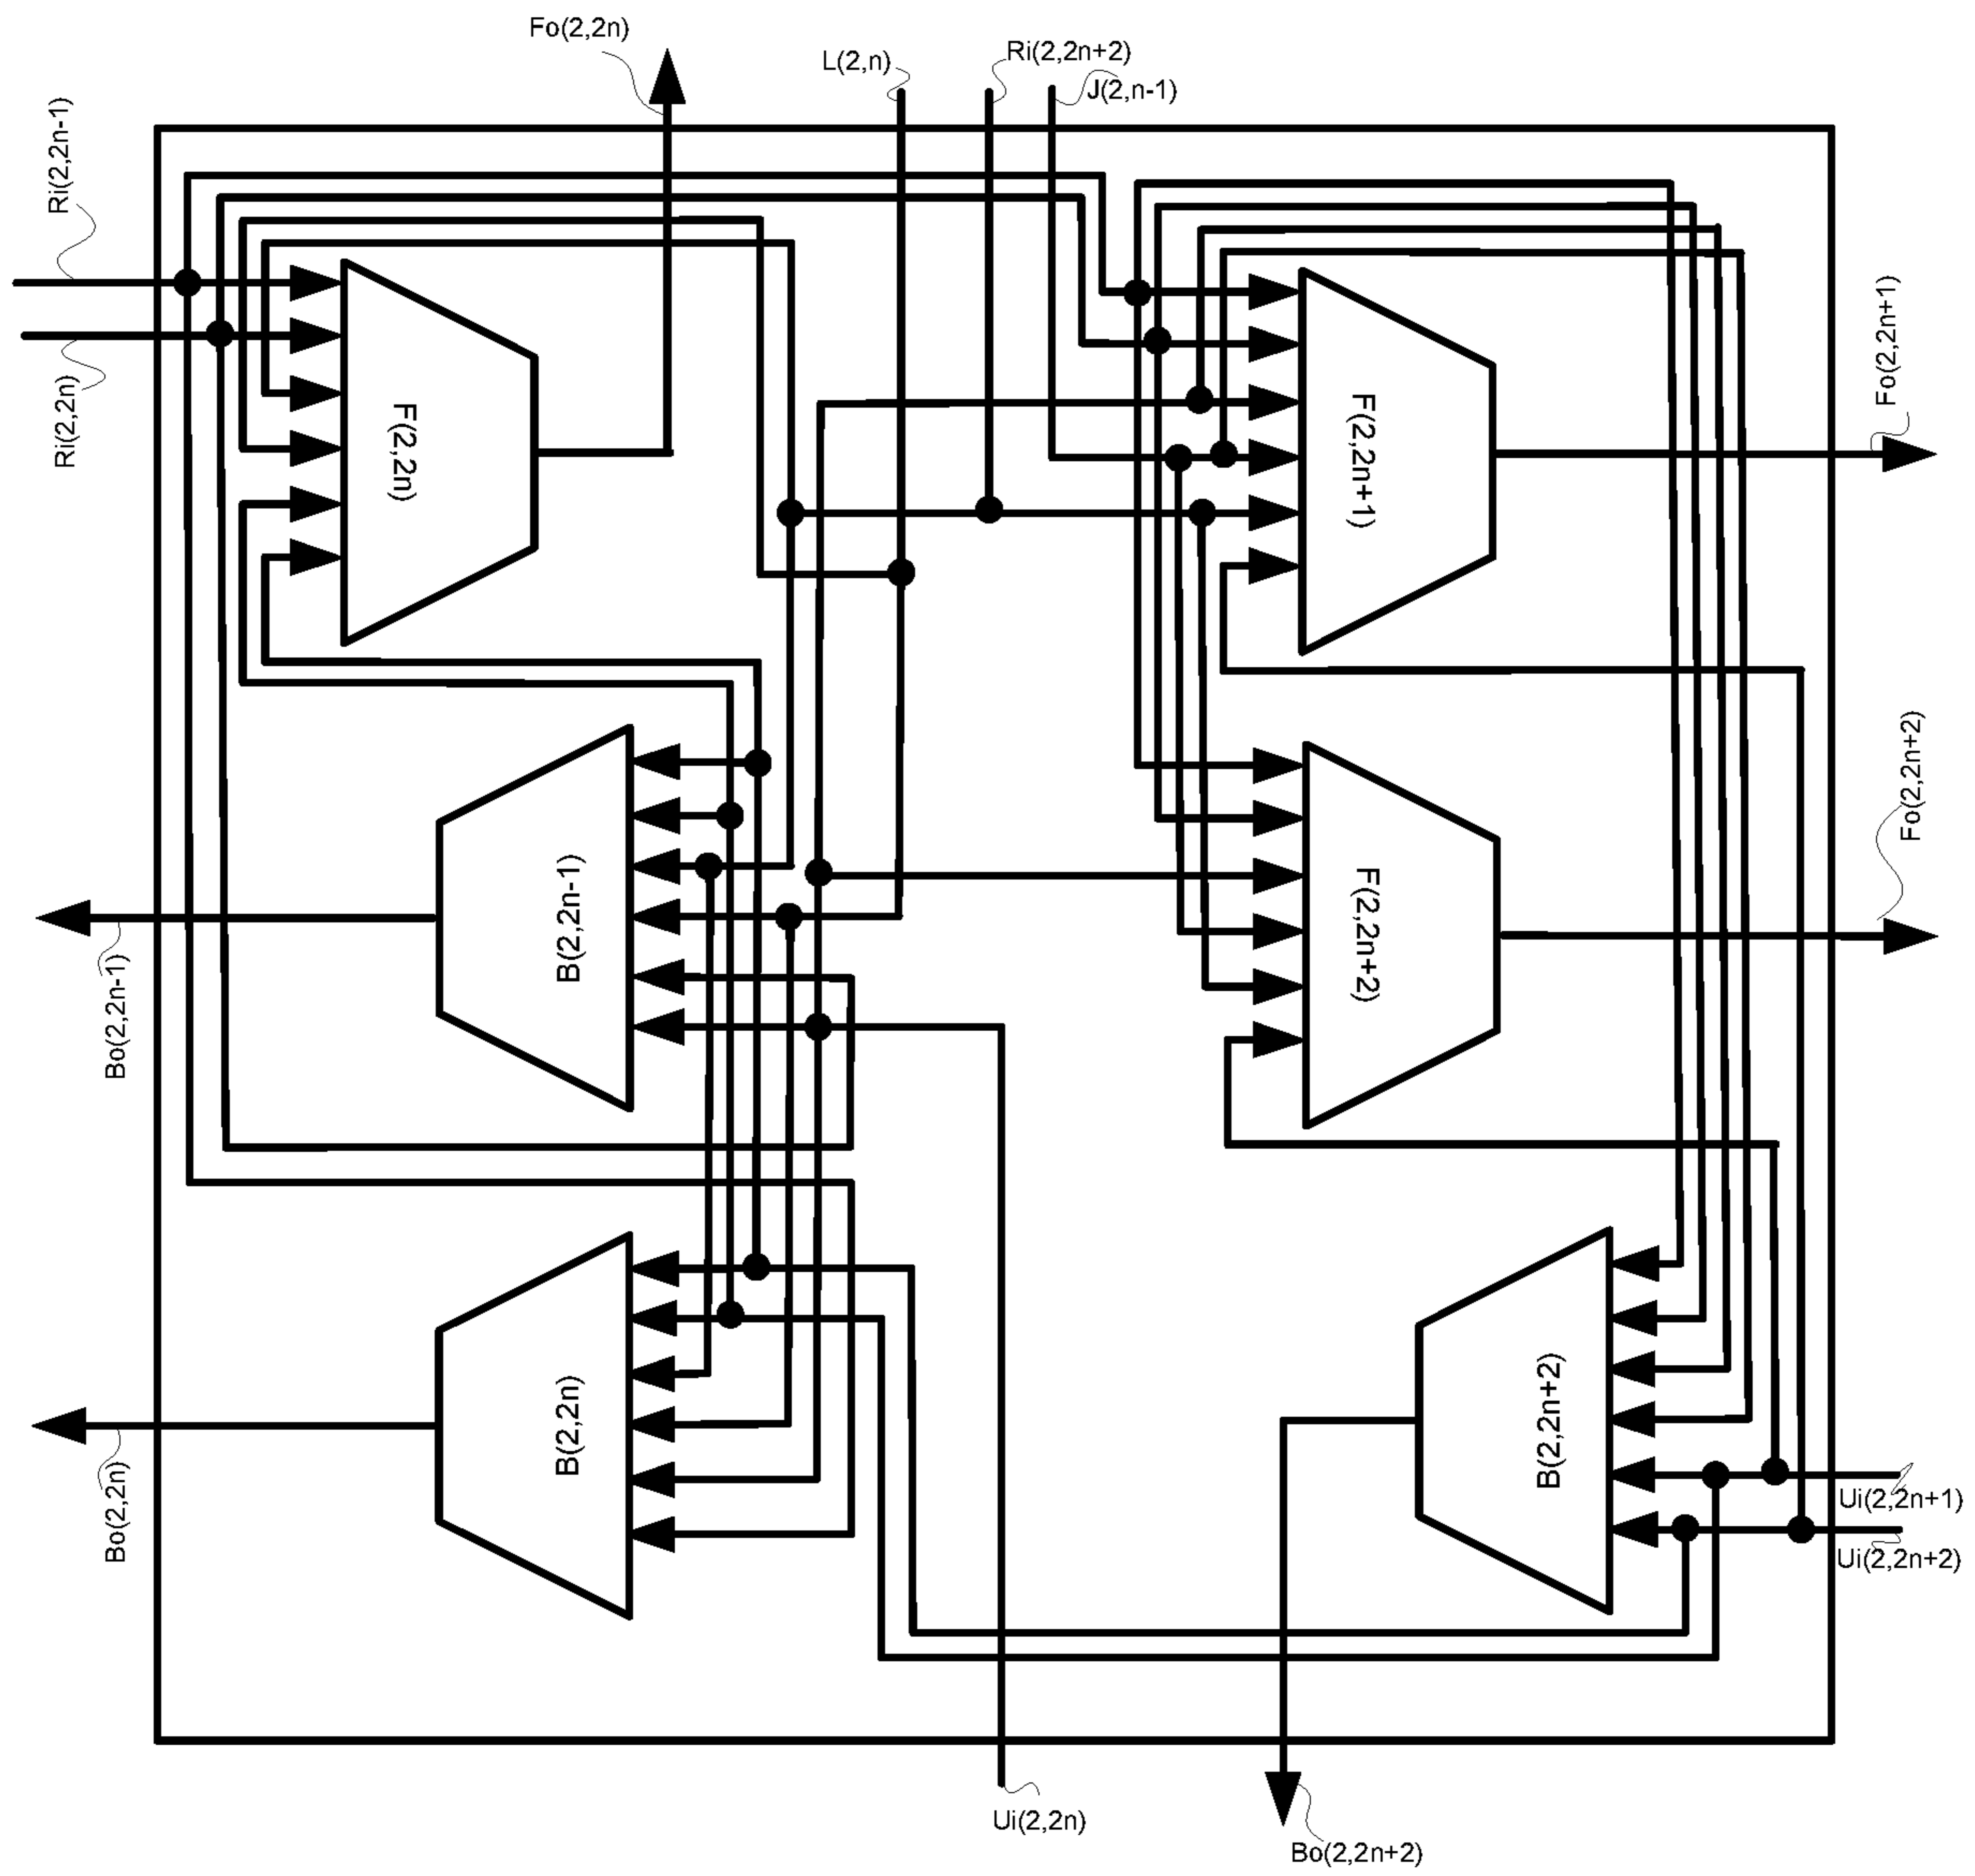 Fo(2,2n)
L(2,n)
Ri(2,2n+2)
J(2,n-1)
Ri(2,2n-1)
Ri(2,2n)
F(2,2n)
F(2,2n+1)
Fo(2,2n+1)
B(2,2n-1)
F(2,2n+2)
Fo(2,2n+2)
Bo(2,2n-1)
B(2,2n)
B(2,2n+2)
Bo(2,2n)
Ui(2,2n+1)
Ui(2,2n+2)
Ui(2,2n)
Bo(2,2n+2)